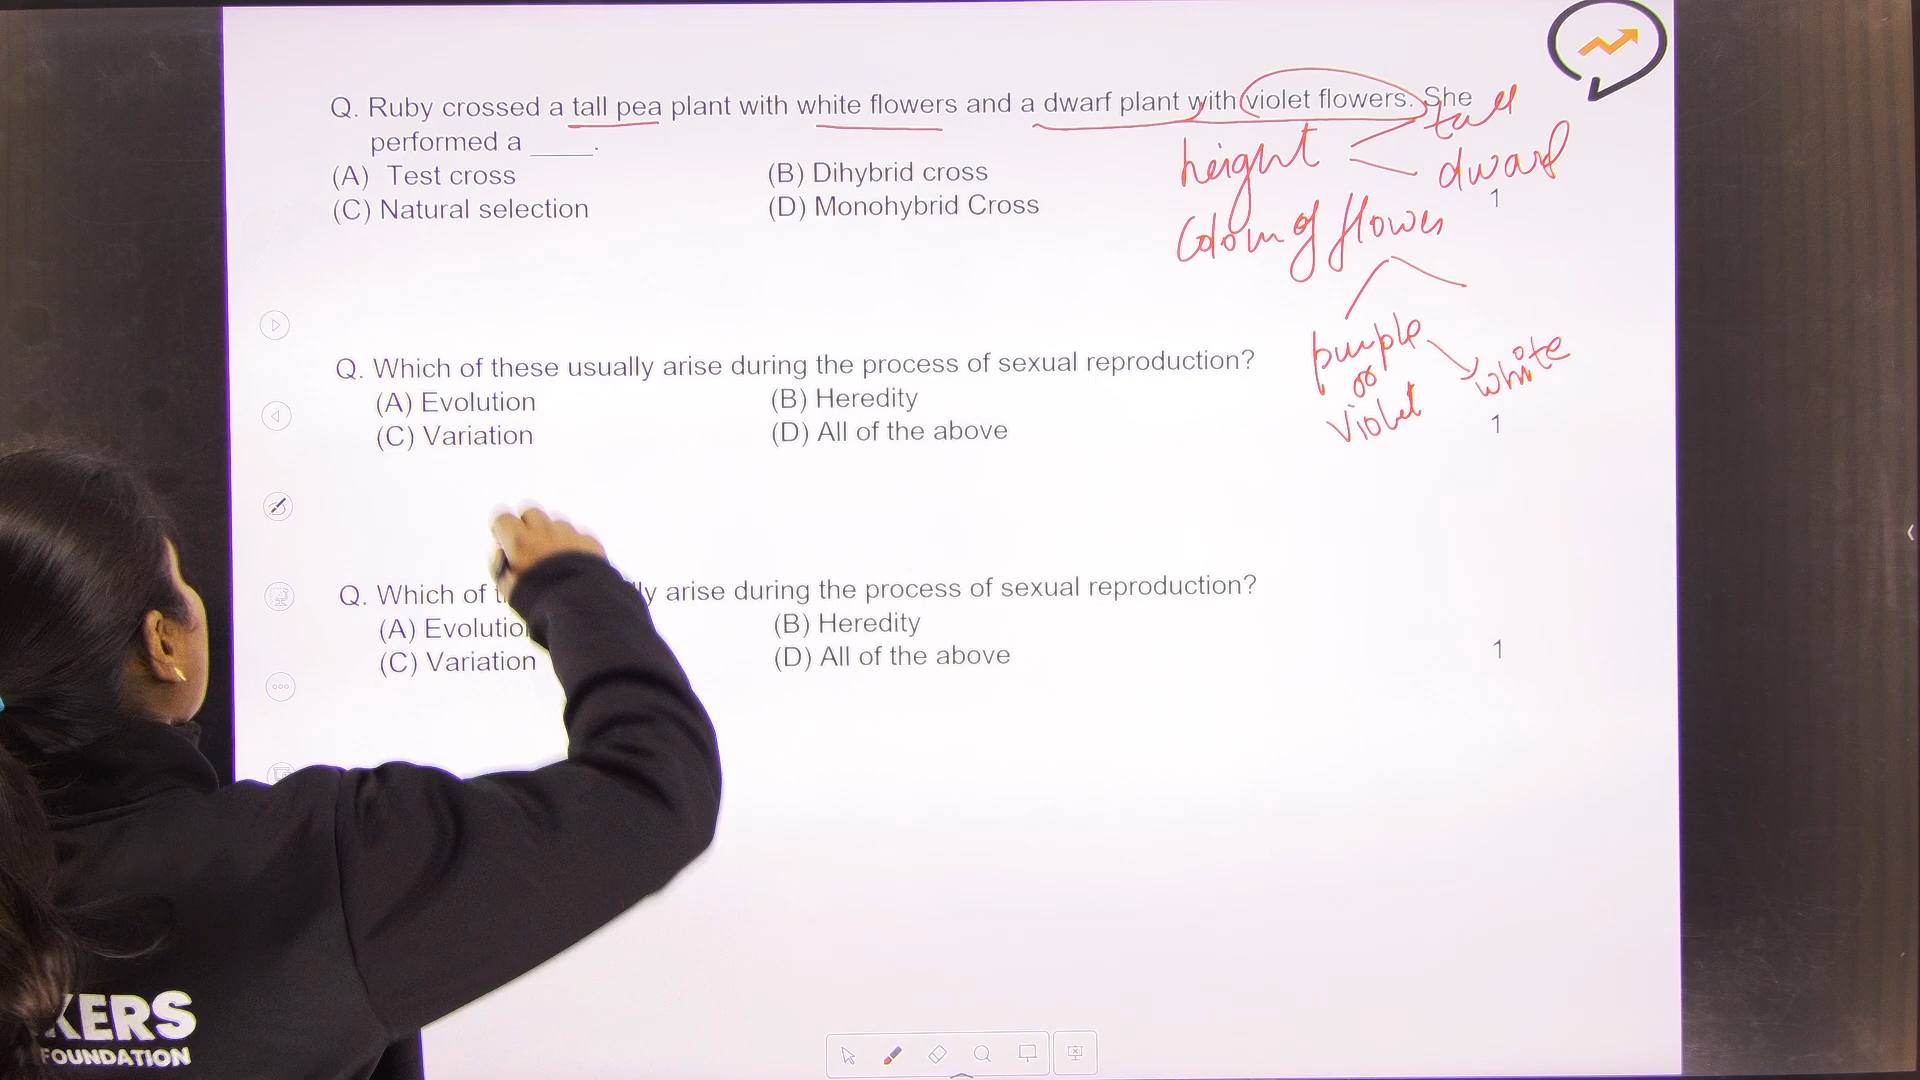 Q. Ruby crossed a tall pea plant with white flowers and a dwarf plant with violet flowers. She
performed a _____.
(A) Test cross (B) Dihybrid cross
(C) Natural selection (D) Monohybrid Cross
1
height tall
dwarf
Colour of flower
purple
or
violet
white
Q. Which of these usually arise during the process of sexual reproduction?
(A) Evolution (B) Heredity
(C) Variation (D) All of the above
1
Q. Which of arise during the process of sexual reproduction?
(A) Evolutio (B) Heredity
(C) Variation (D) All of the above
1
KERS
FOUNDATION